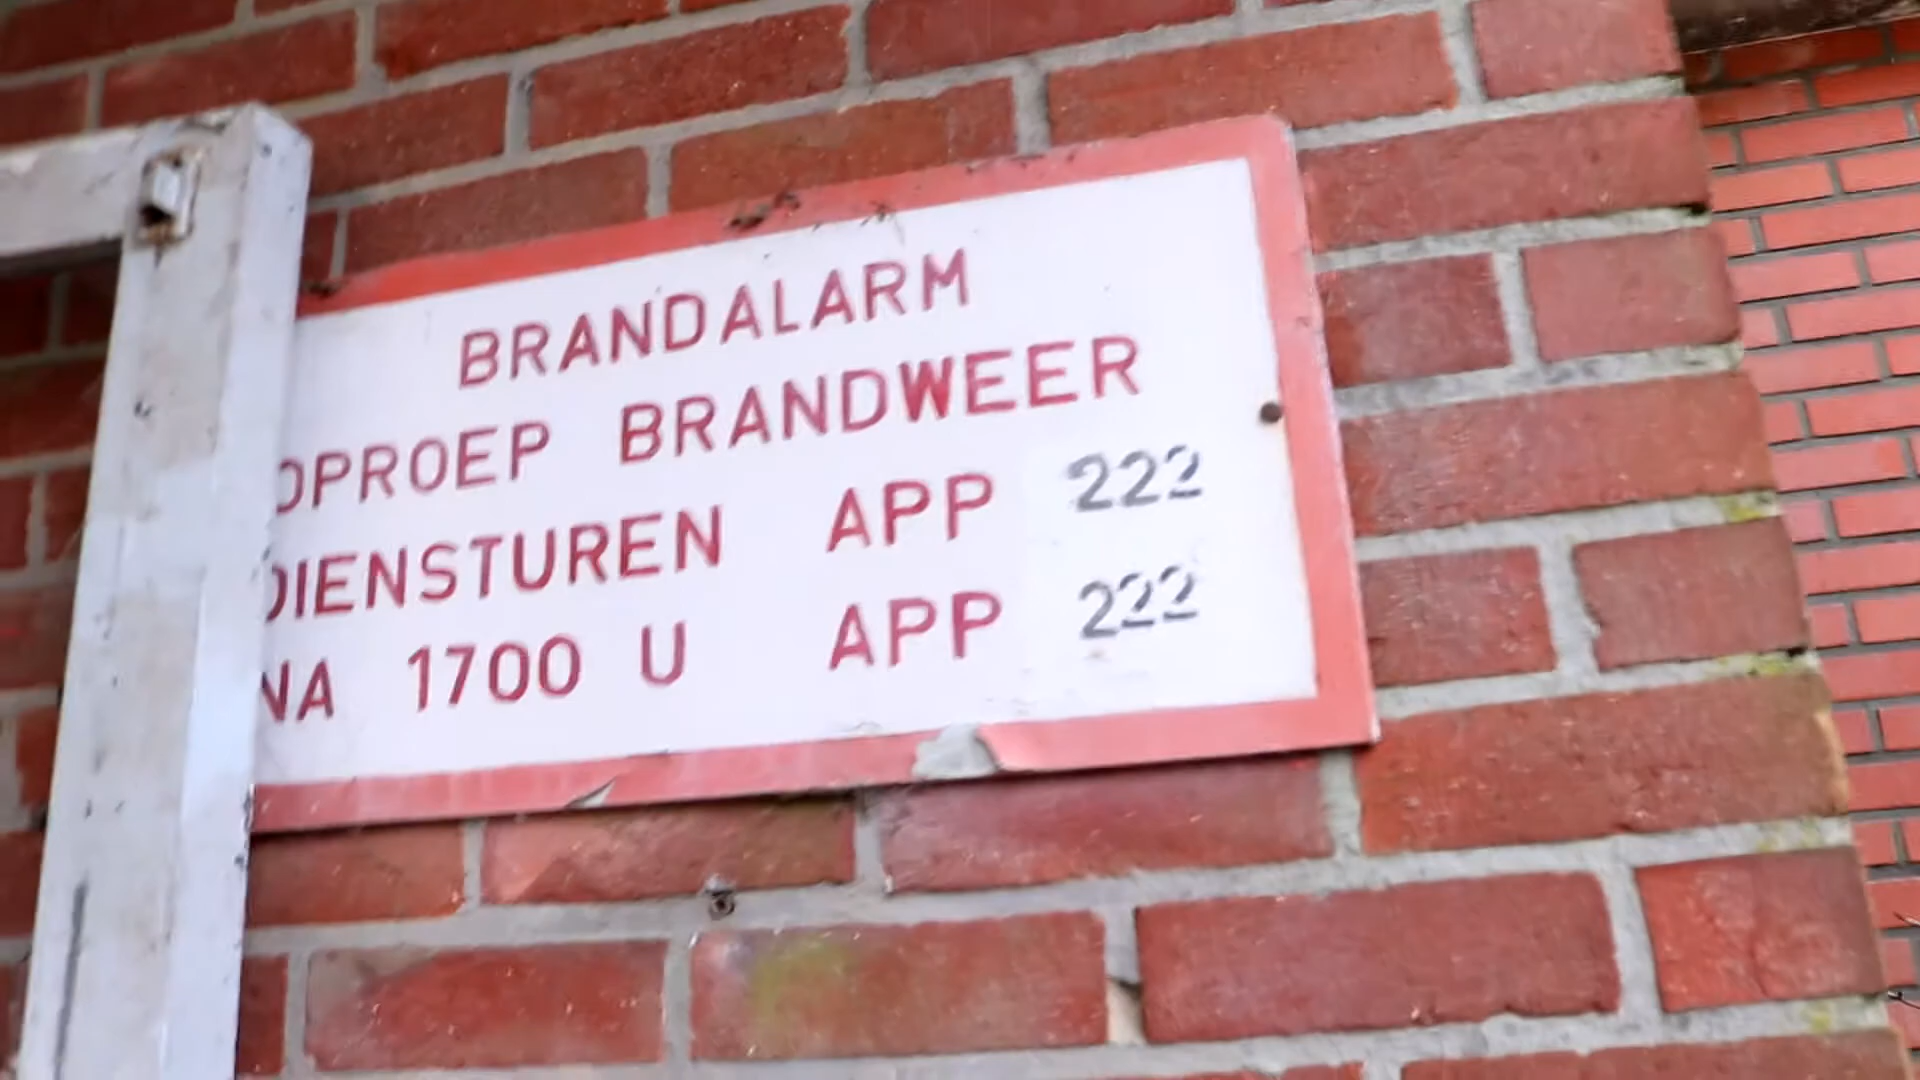 BRANDALARM
OPROEP BRANDWEER
DIENSTUREN APP 222
NA 1700 U APP 222